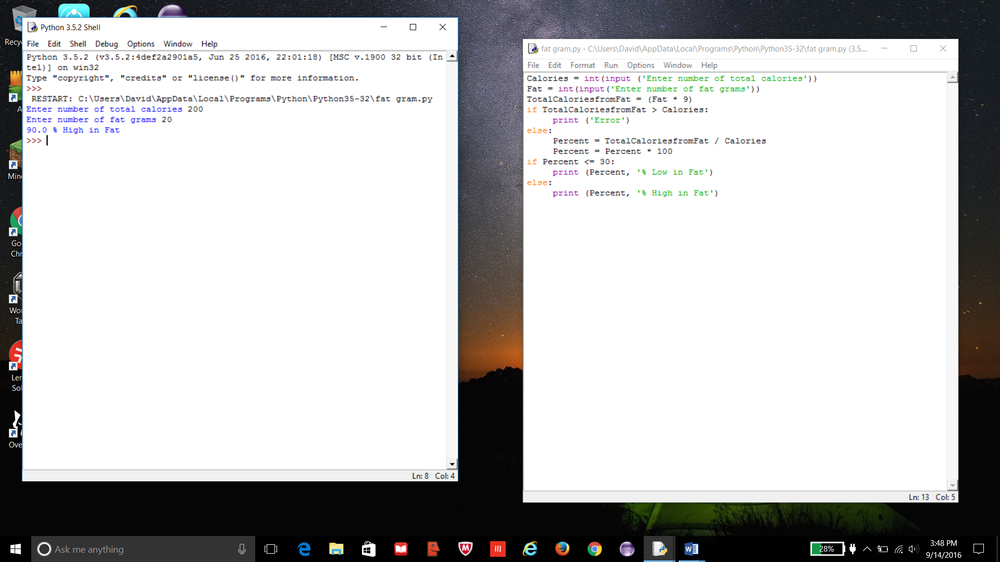 Recyc
A
Mine
Goo
Chr
Wor
Ta
Len
Sol
Ove
Python 3.5.2 Shell
File Edit Shell Debug Options Window Help
Python 3.5.2 (v3.5.2:4def2a2901a5, Jun 25 2016, 22:01:18) [MSC v.1900 32 bit (In
tel)] on win32
Type "copyright", "credits" or "license()" for more information.
>>>
RESTART: C:\Users\David\AppData\Local\Programs\Python\Python35-32\fat gram.py
Enter number of total calories 200
Enter number of fat grams 20
90.0 % High in Fat
>>>
Ln: 8 Col: 4
fat gram.py - C:\Users\David\AppData\Local\Programs\Python\Python35-32\fat gram.py (3.5....
File Edit Format Run Options Window Help
Calories = int(input ('Enter number of total calories'))
Fat = int(input('Enter number of fat grams'))
TotalCaloriesfromFat = (Fat * 9)
if TotalCaloriesfromFat > Calories:
     print ('Error')
else:
     Percent = TotalCaloriesfromFat / Calories
     Percent = Percent * 100
if Percent <= 30:
     print (Percent, '% Low in Fat')
else:
     print (Percent, '% High in Fat')
Ln: 13 Col: 5
Ask me anything
28%
3:48 PM
9/14/2016